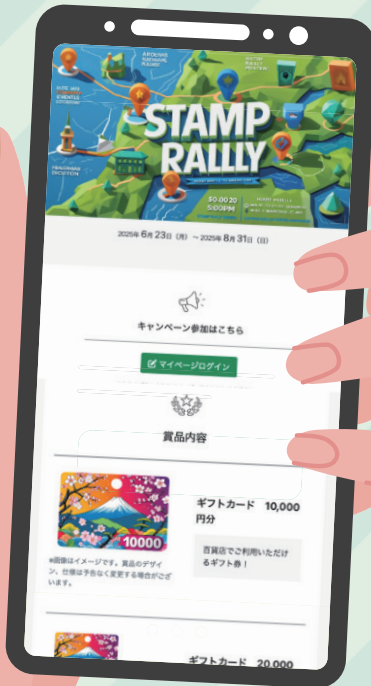 STAMP
RALLLY
$0.0020
5:00PM
2025年 6月 23日（月）～2025年 8月 31日（日）
キャンペーン参加はこちら
マイページログイン
賞品内容
10000
ギフトカード 10,000
円分
百貨店でご利用いただけ
るギフト券！
※画像はイメージです。賞品のデザイ
ン、仕様は予告なく変更する場合がござ
います。
ギフトカード 20,000